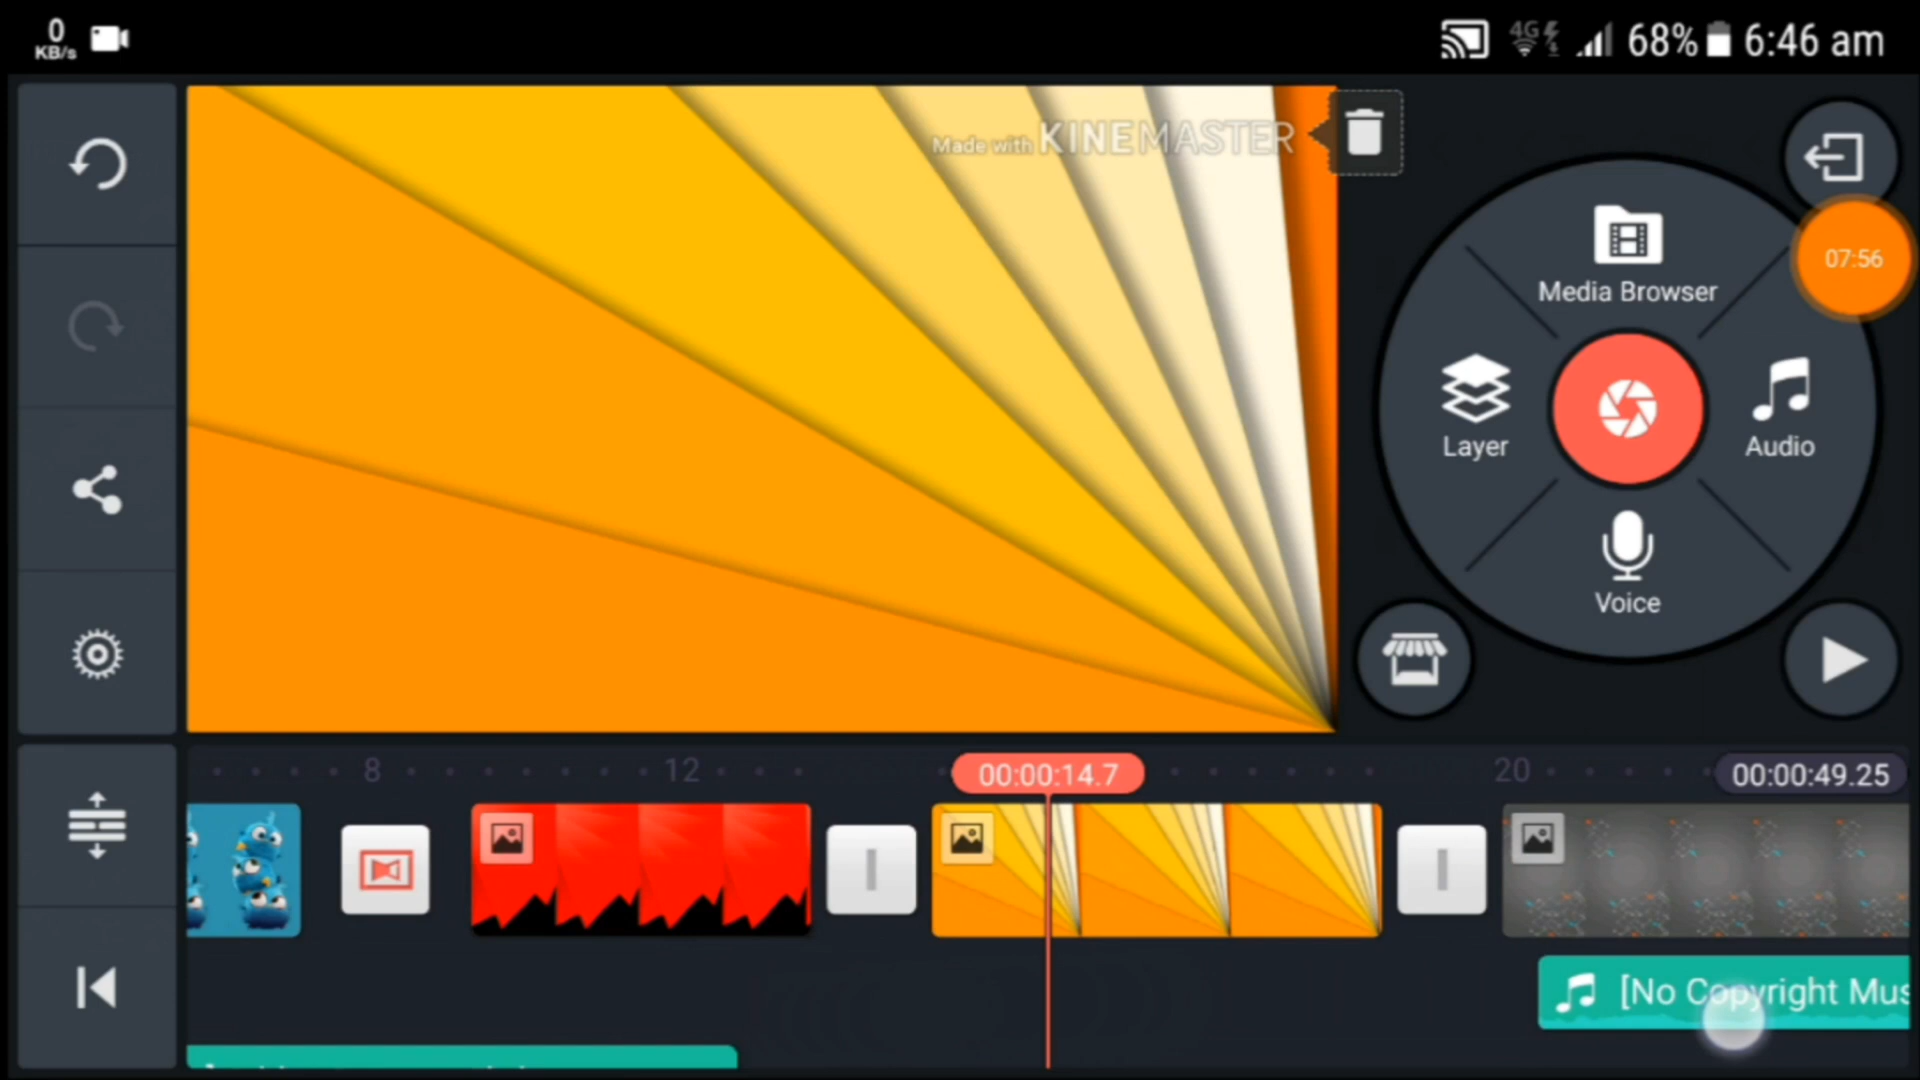 0
KB/s
4G
68%
6:46 am
Made with KINEMASTER
Media Browser
07:56
Layer
Audio
Voice
8
12
00:00:14.7
20
00:00:49.25
[No Copyright Mus